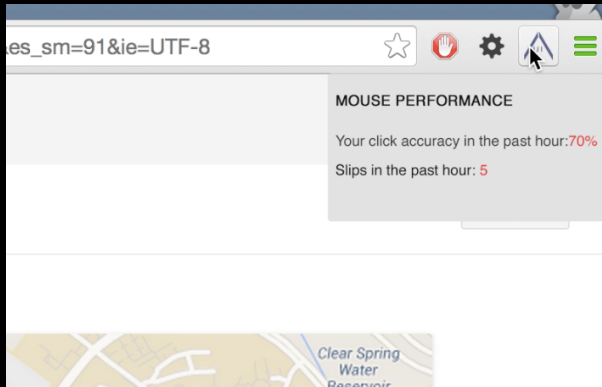 es_sm=91&ie=UTF-8
MOUSE PERFORMANCE
Your click accuracy in the past hour:70%
Slips in the past hour: 5
Clear Spring
Water
Reservoir